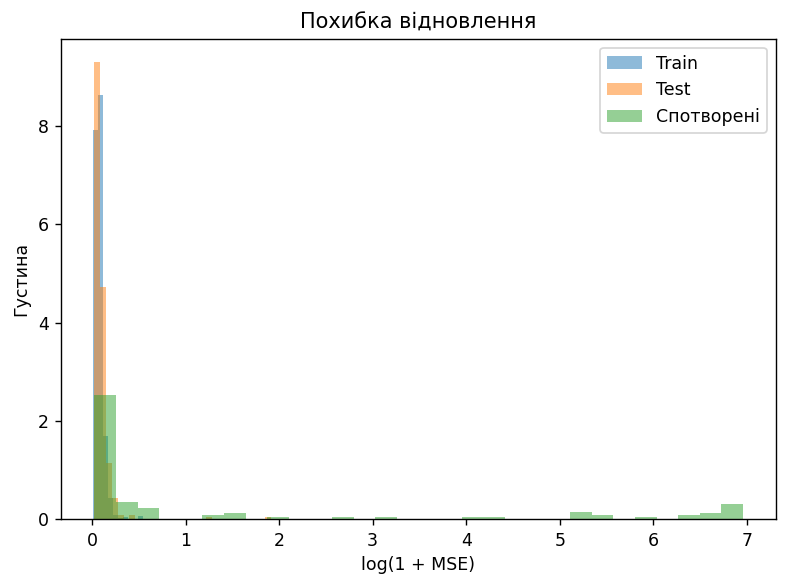 Похибка відновлення
Train
Test
Спотворені
Густина
8
6
4
2
0
0 1 2 3 4 5 6 7
log(1 + MSE)